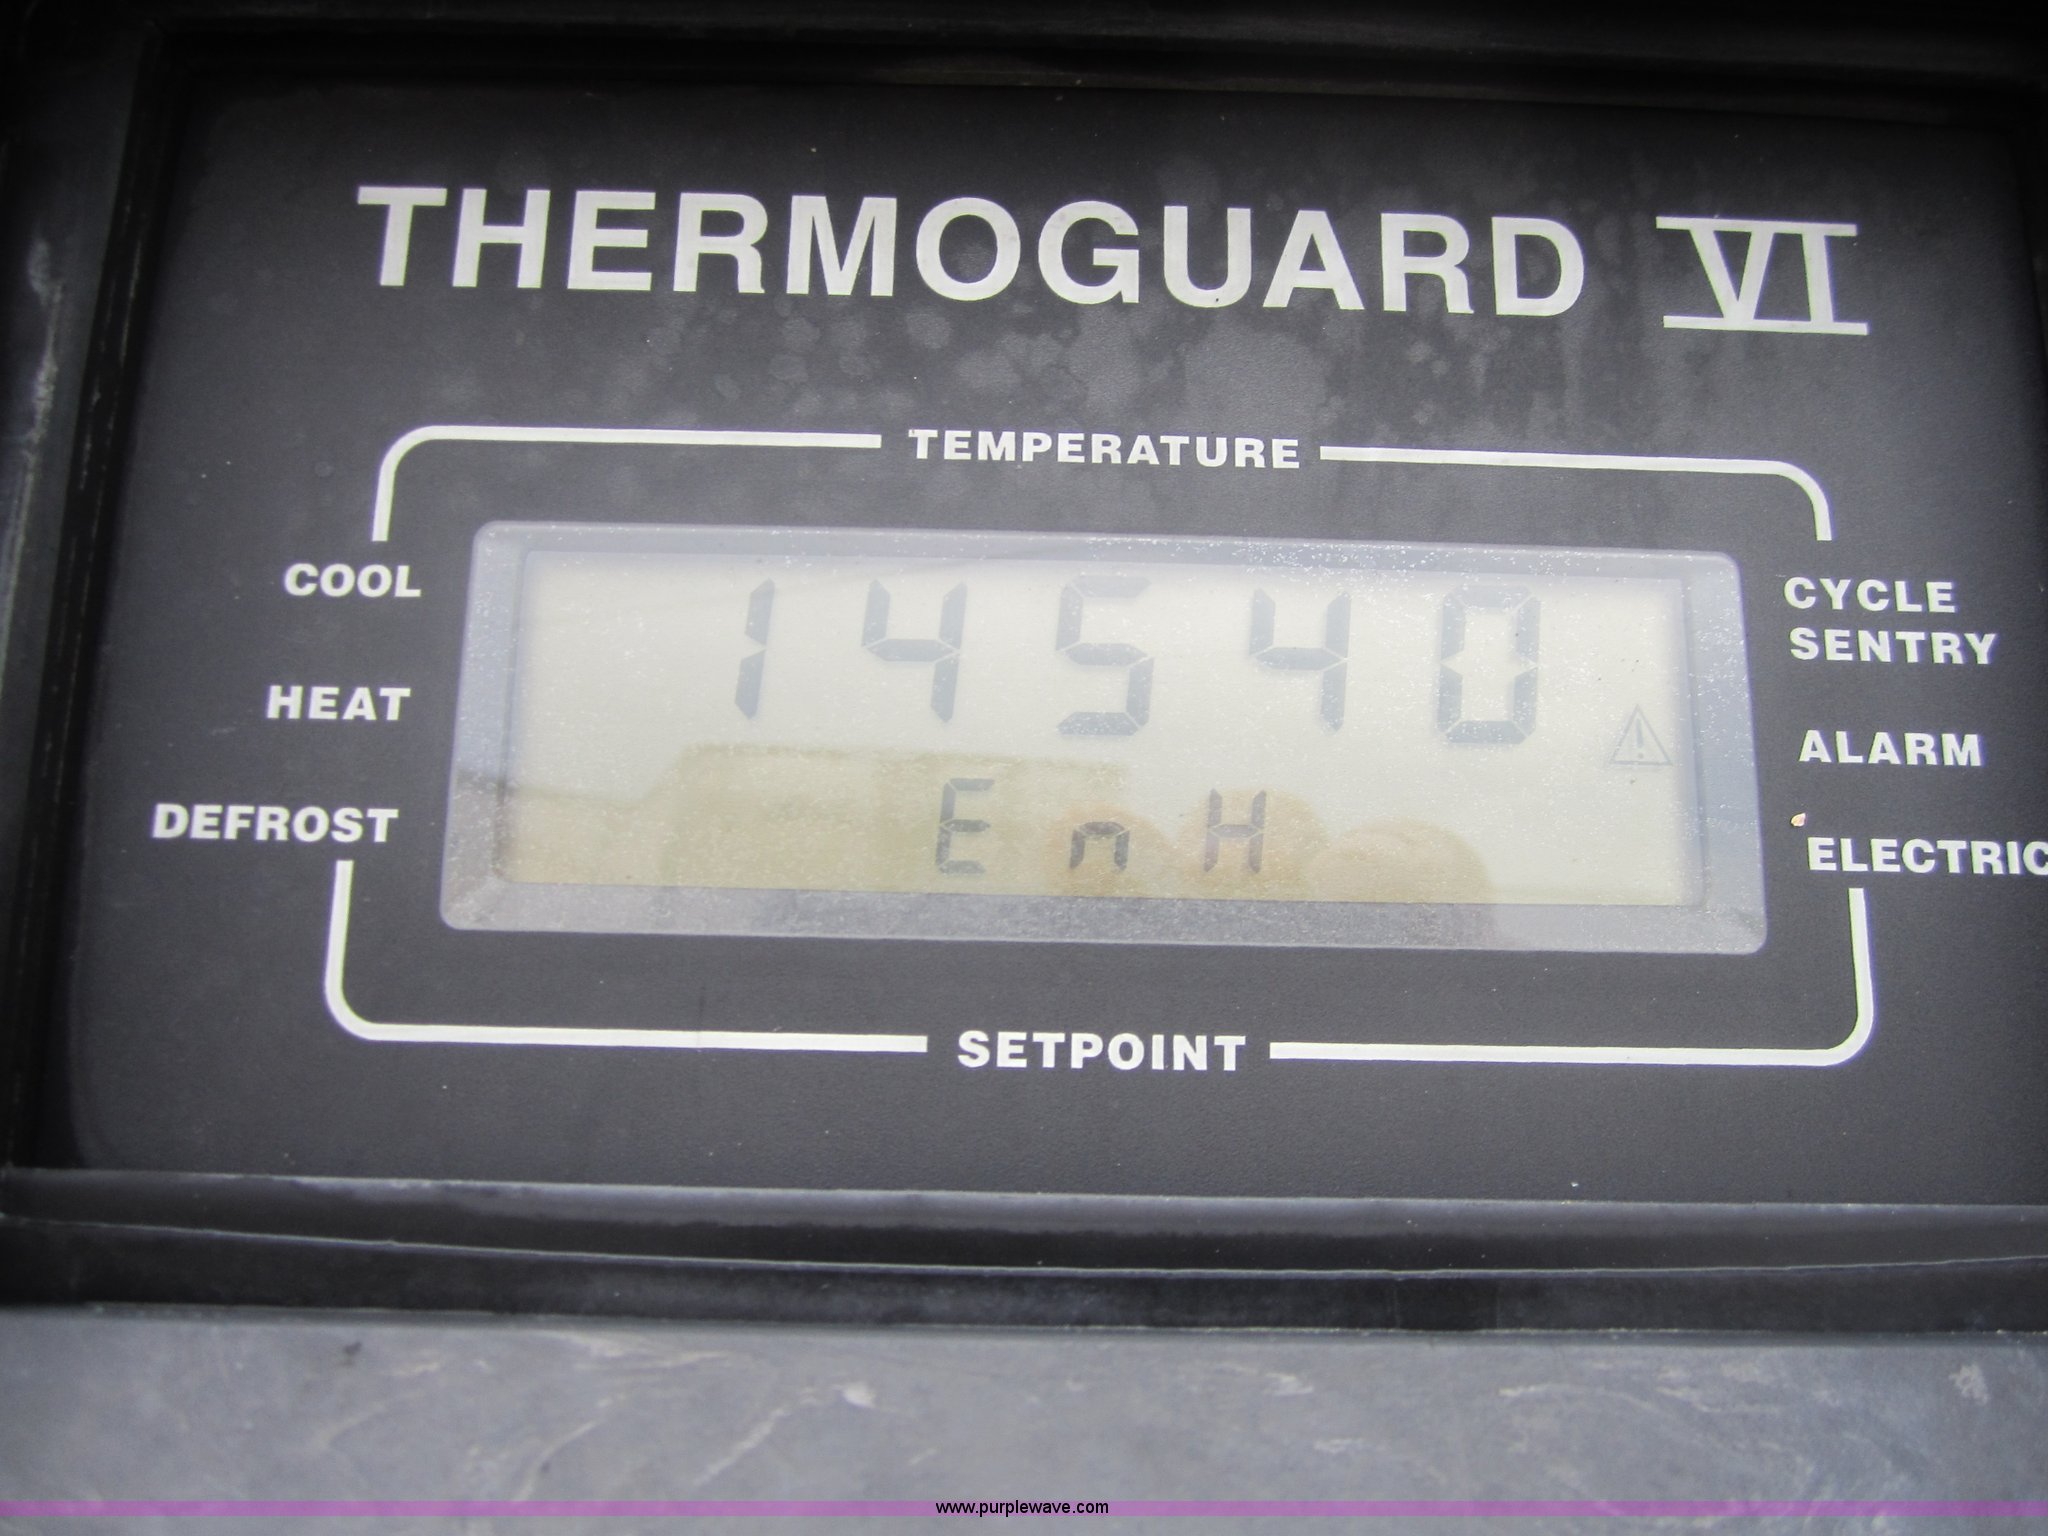 THERMOGUARD VI
TEMPERATURE
COOL
HEAT
DEFROST
14540
EnH
CYCLE
SENTRY
ALARM
ELECTRIC
SETPOINT
www.purplewave.com